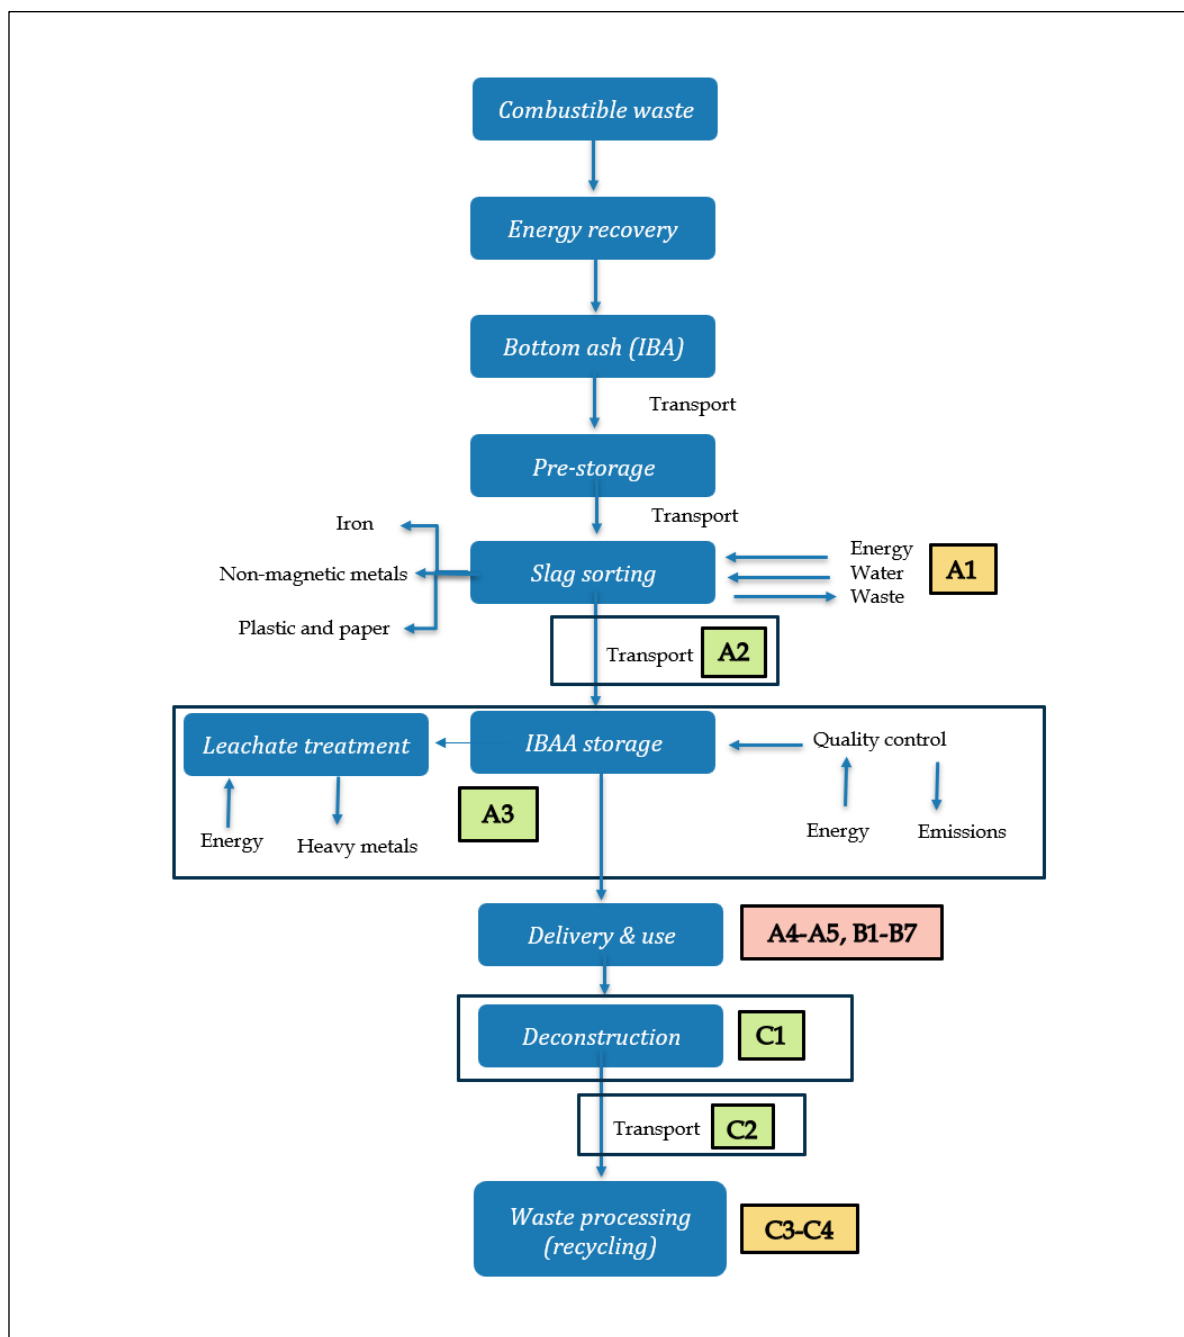 Combustible waste
Energy recovery
Bottom ash (IBA)
Transport
Pre-storage
Transport
Iron
Non-magnetic metals
Plastic and paper
Slag sorting
Energy
Water
Waste
A1
Transport
A2
Leachate treatment
IBAA storage
Quality control
A3
Energy
Heavy metals
Energy
Emissions
Delivery & use
A4-A5, B1-B7
Deconstruction
C1
Transport
C2
Waste processing
(recycling)
C3-C4